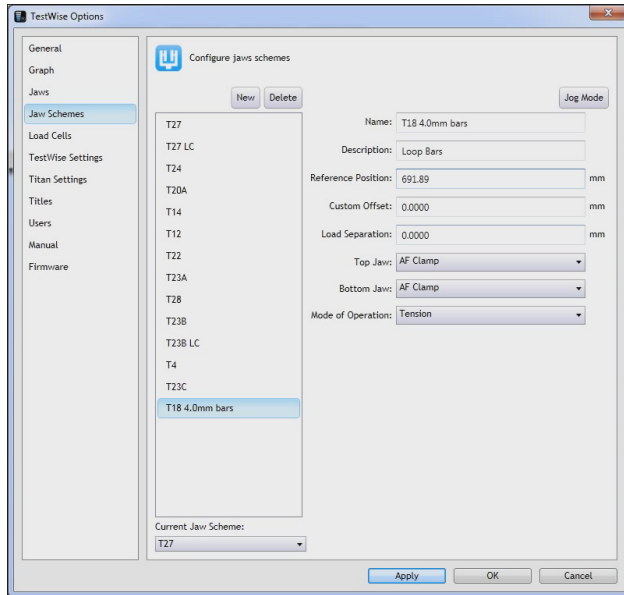 TestWise Options
General
Graph
Jaws
Jaw Schemes
Load Cells
TestWise Settings
Titan Settings
Titles
Users
Manual
Firmware
Configure jaws schemes
New Delete Jog Mode
T27
T27 LC
T24
T20A
T14
T12
T22
T23A
T28
T23B
T23B LC
T4
T23C
T18 4.0mm bars
Name: T18 4.0mm bars
Description: Loop Bars
Reference Position: 691.89 mm
Custom Offset: 0.0000 mm
Load Separation: 0.0000 mm
Top Jaw: AF Clamp
Bottom Jaw: AF Clamp
Mode of Operation: Tension
Current Jaw Scheme:
T27
Apply OK Cancel